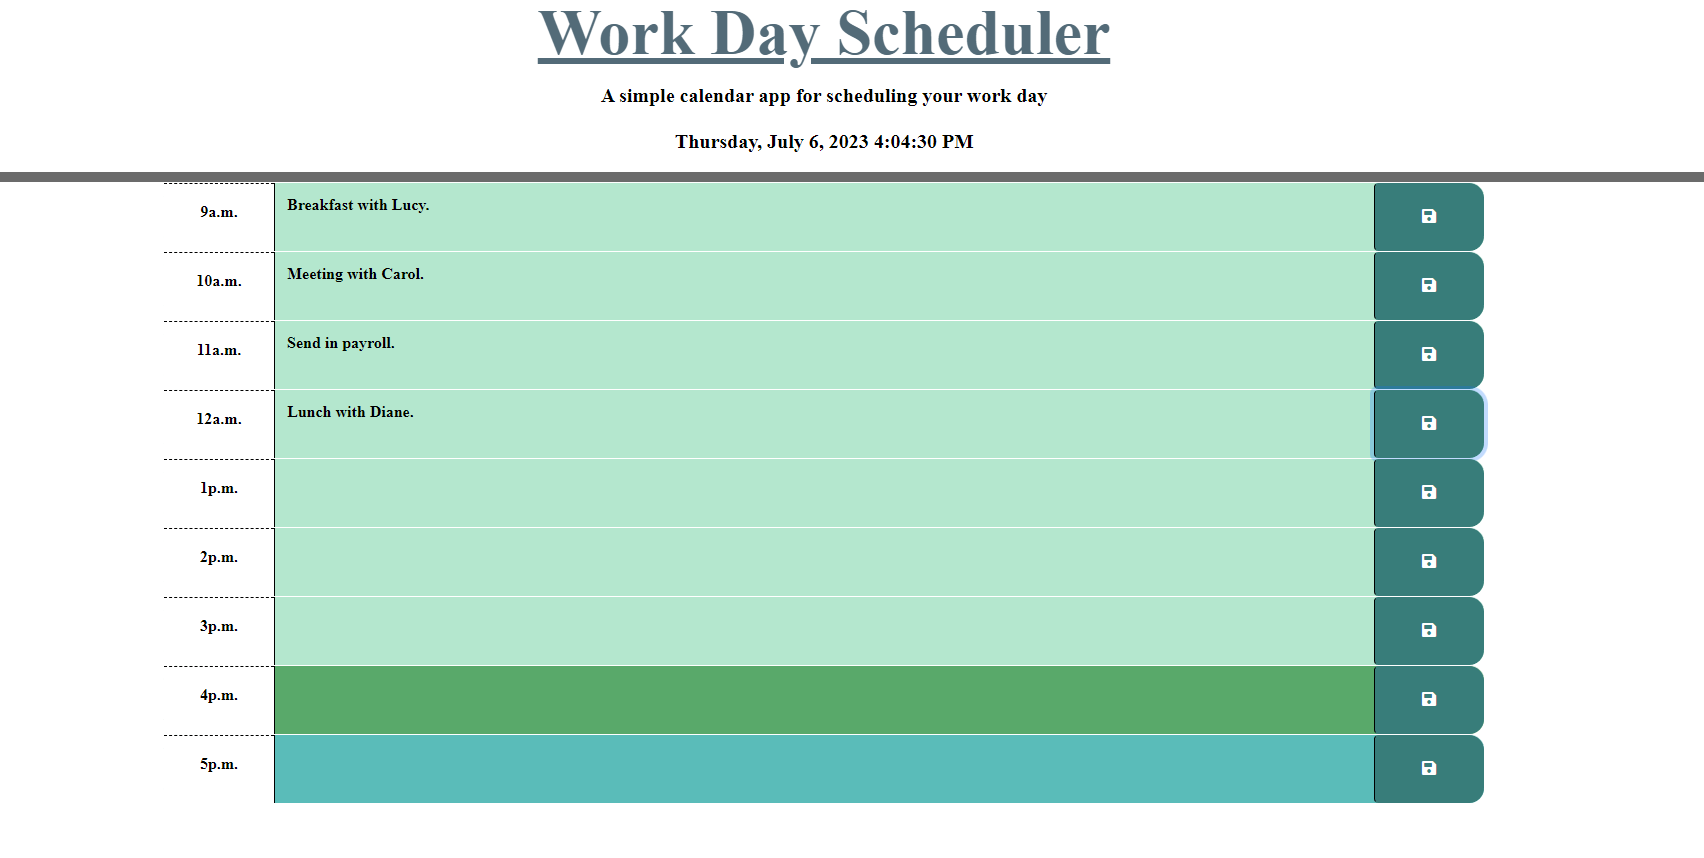 Work Day Scheduler
A simple calendar app for scheduling your work day
Thursday, July 6, 2023 4:04:30 PM
9a.m.
Breakfast with Lucy.
10a.m.
Meeting with Carol.
11a.m.
Send in payroll.
12a.m.
Lunch with Diane.
1p.m.
2p.m.
3p.m.
4p.m.
5p.m.